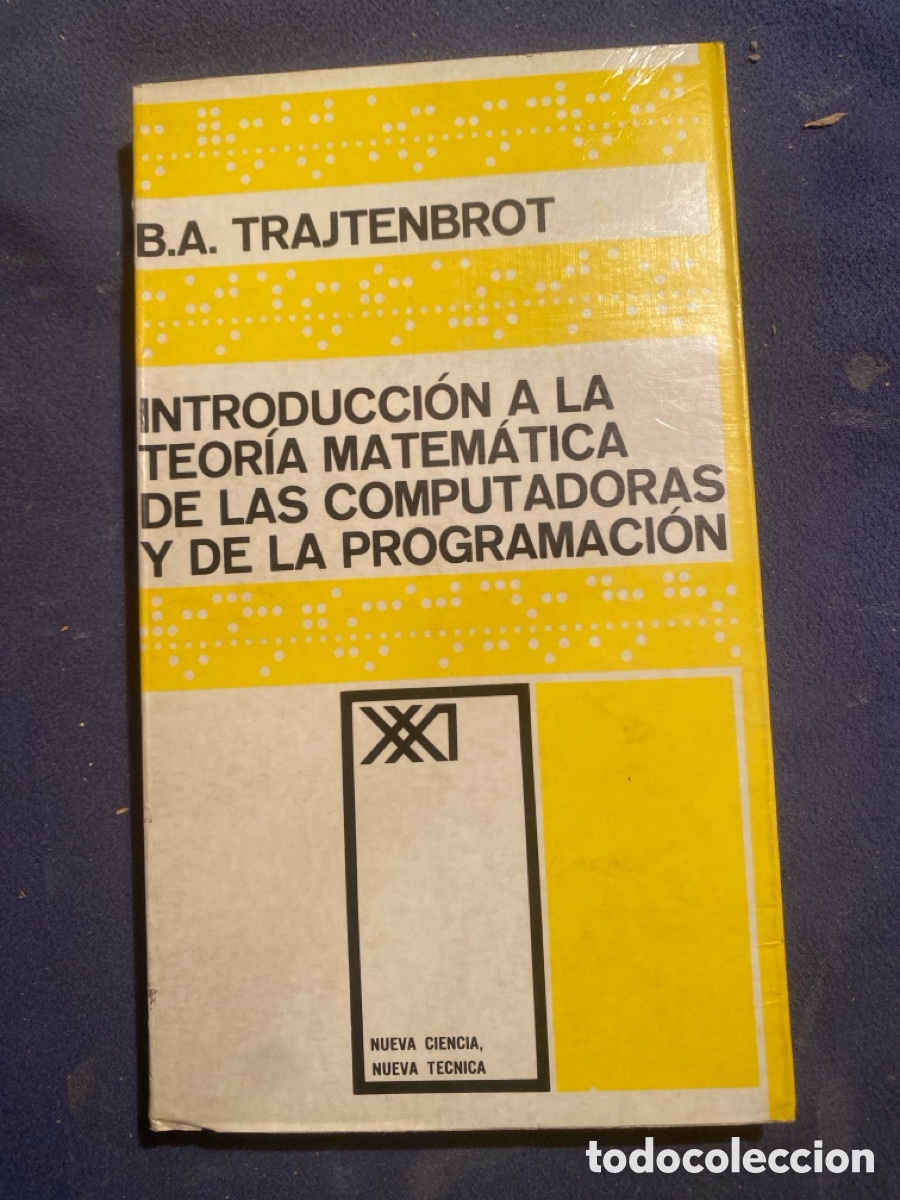 B.A. TRAJTENBROT
INTRODUCCIÓN A LA
TEORÍA MATEMÁTICA
DE LAS COMPUTADORAS
Y DE LA PROGRAMACIÓN
XXI
NUEVA CIENCIA,
NUEVA TECNICA
todocoleccion